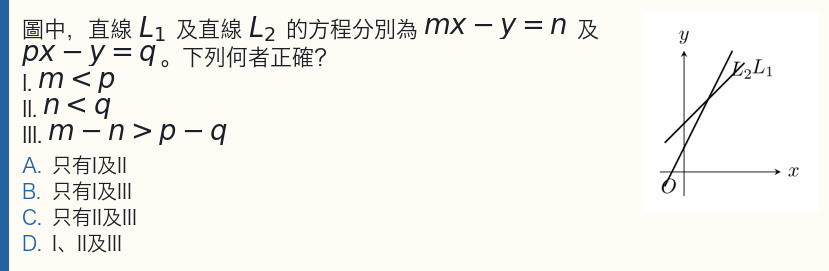 圖中，直線 L₁ 及直線 L₂ 的方程分別為 mx − y = n 及
px − y = q。下列何者正確?
I. m < p
II. n < q
III. m − n > p − q
A. 只有I及II
B. 只有I及III
C. 只有II及III
D. I、II及III
y
L₂L₁
x
O